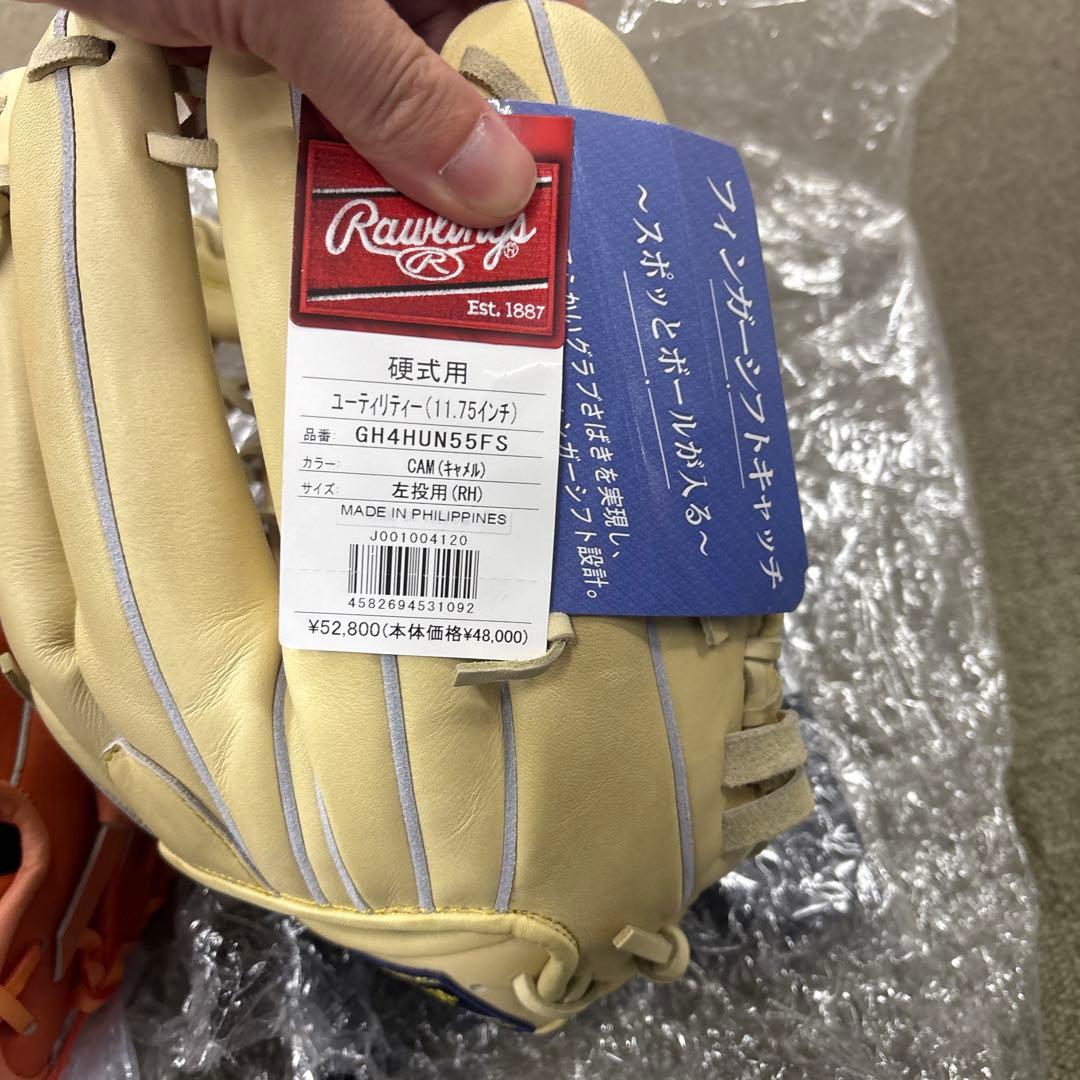 Rawlings
R
Est. 1887
硬式用
ユーティリティー(11.75インチ)
品番: GH4HUN55FS
カラー: CAM(キャメル)
サイズ: 左投用(RH)
MADE IN PHILIPPINES
J001004120
4582694531092
¥52,800(本体価格¥48,000)
フィンガーシフトキャッチ
～スポッとボールが入る～
かいグラブさばきを実現し、
ンガーシフト設計。